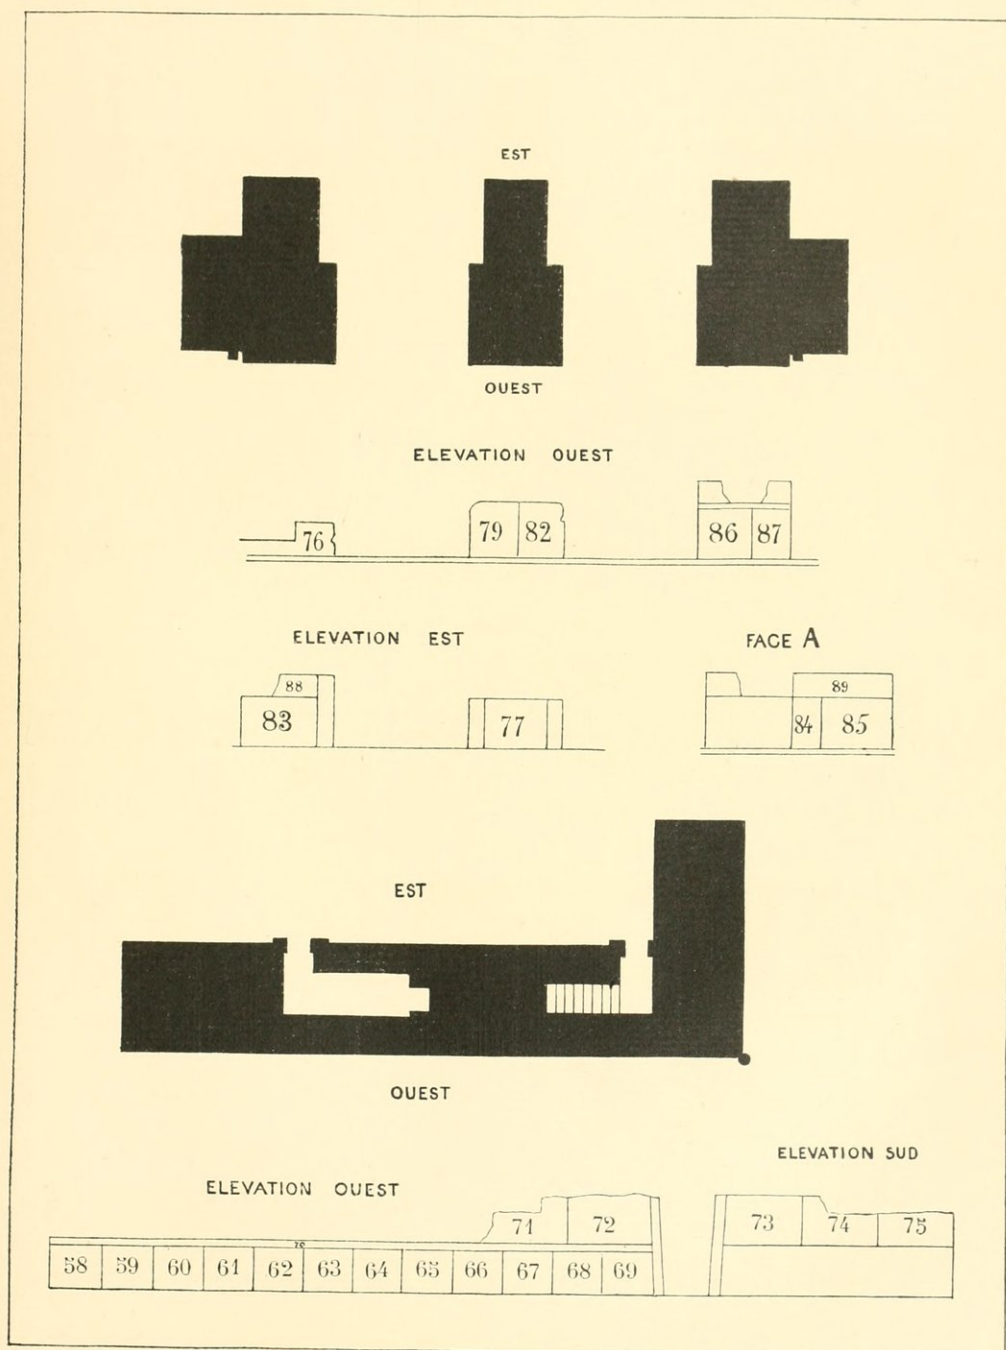 EST
OUEST
ELEVATION OUEST
76 79 82 86 87
ELEVATION EST FACE A
88 89
83 77 84 85
EST
OUEST
ELEVATION SUD
ELEVATION OUEST
71 72 73 74 75
70
58 59 60 61 62 63 64 65 66 67 68 69